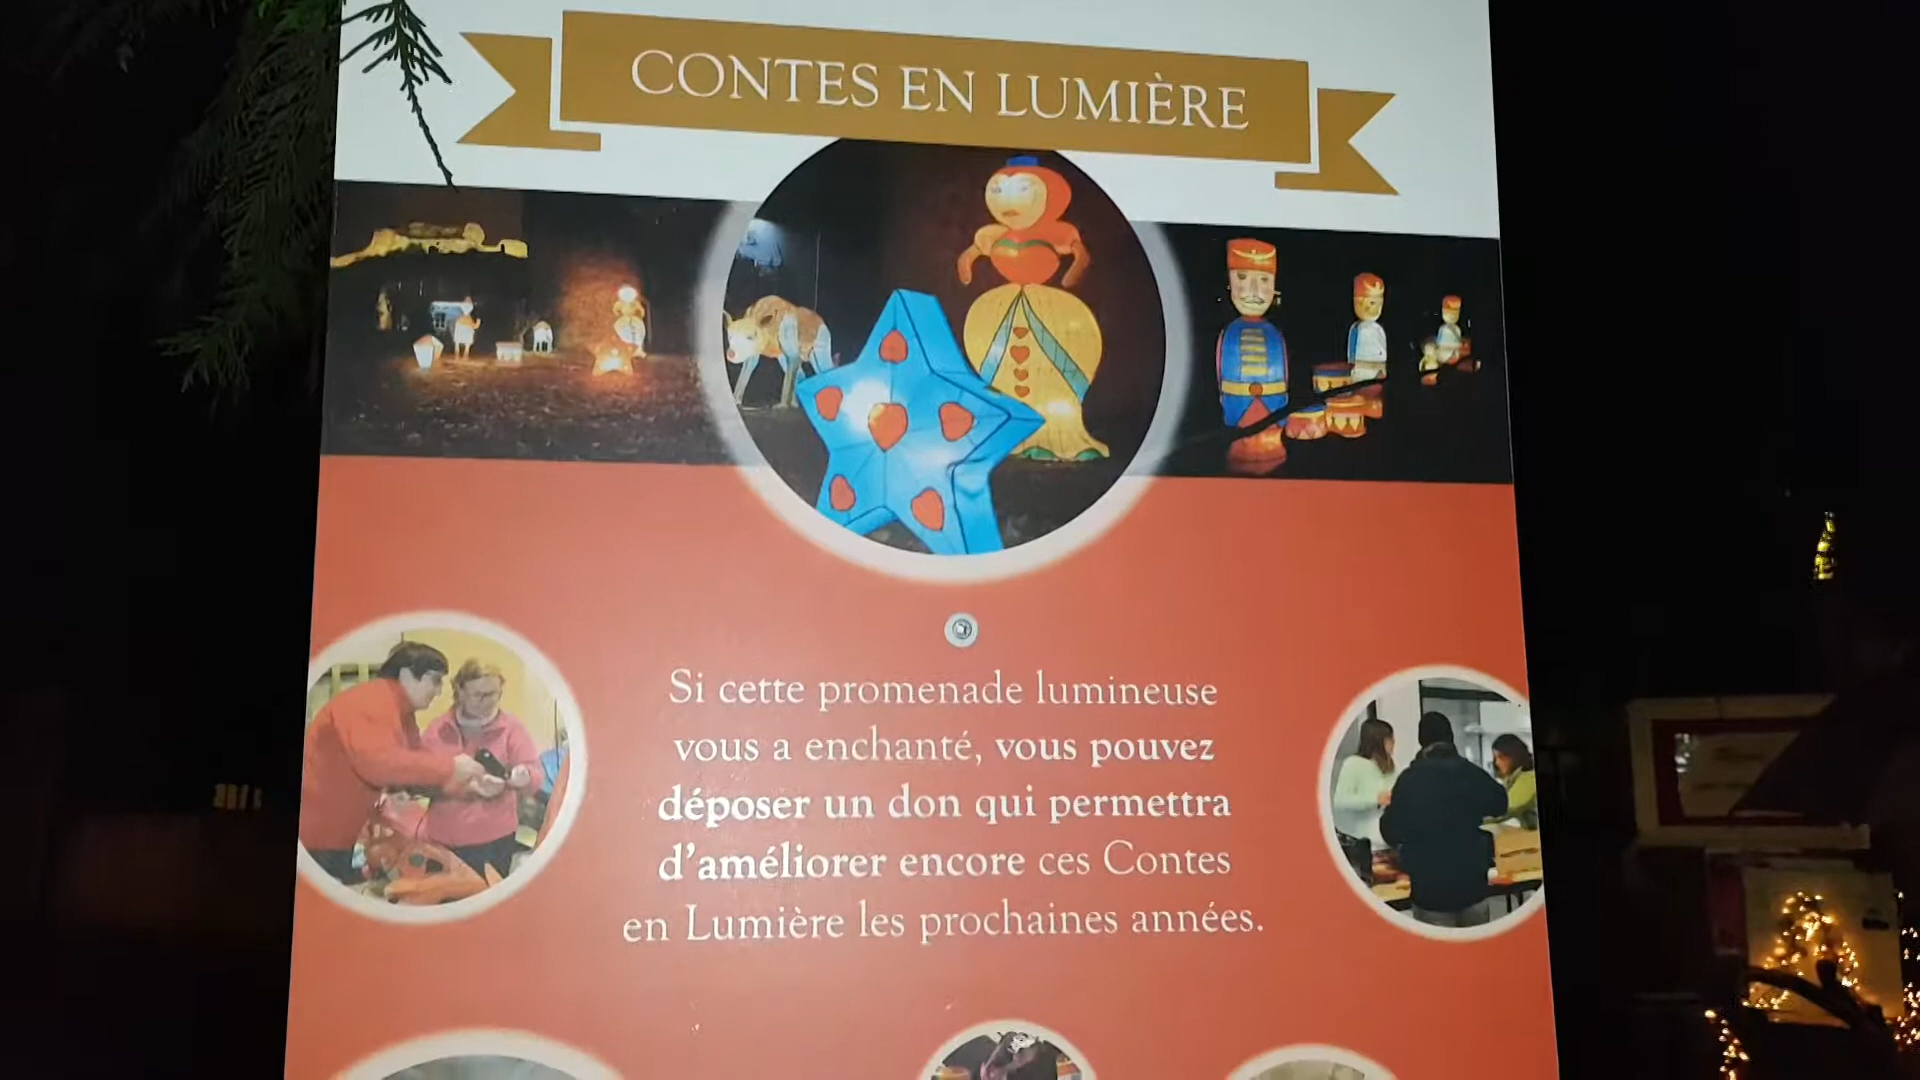 CONTES EN LUMIÈRE
Si cette promenade lumineuse
vous a enchanté, vous pouvez
déposer un don qui permettra
d'améliorer encore ces Contes
en Lumière les prochaines années.